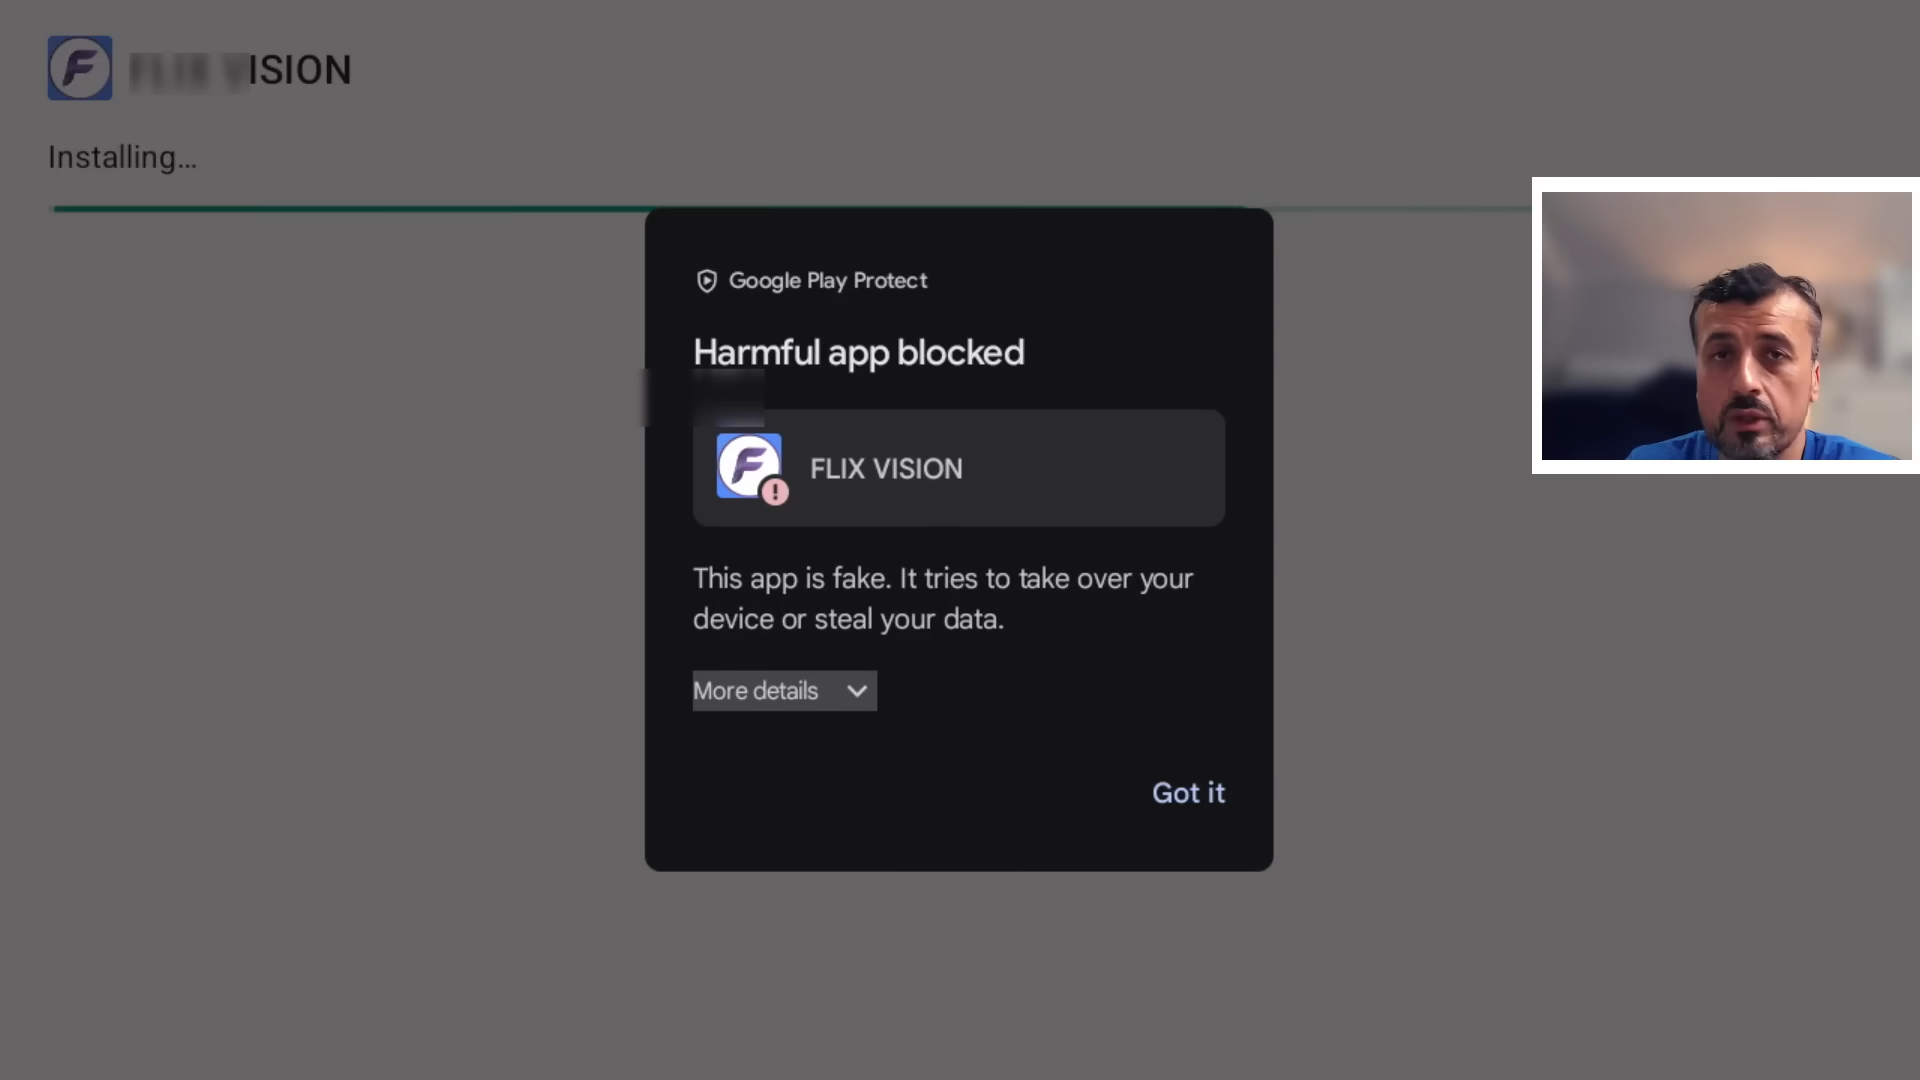 ISION
Installing...
Google Play Protect
Harmful app blocked
FLIX VISION
This app is fake. It tries to take over your
device or steal your data.
More details
Got it